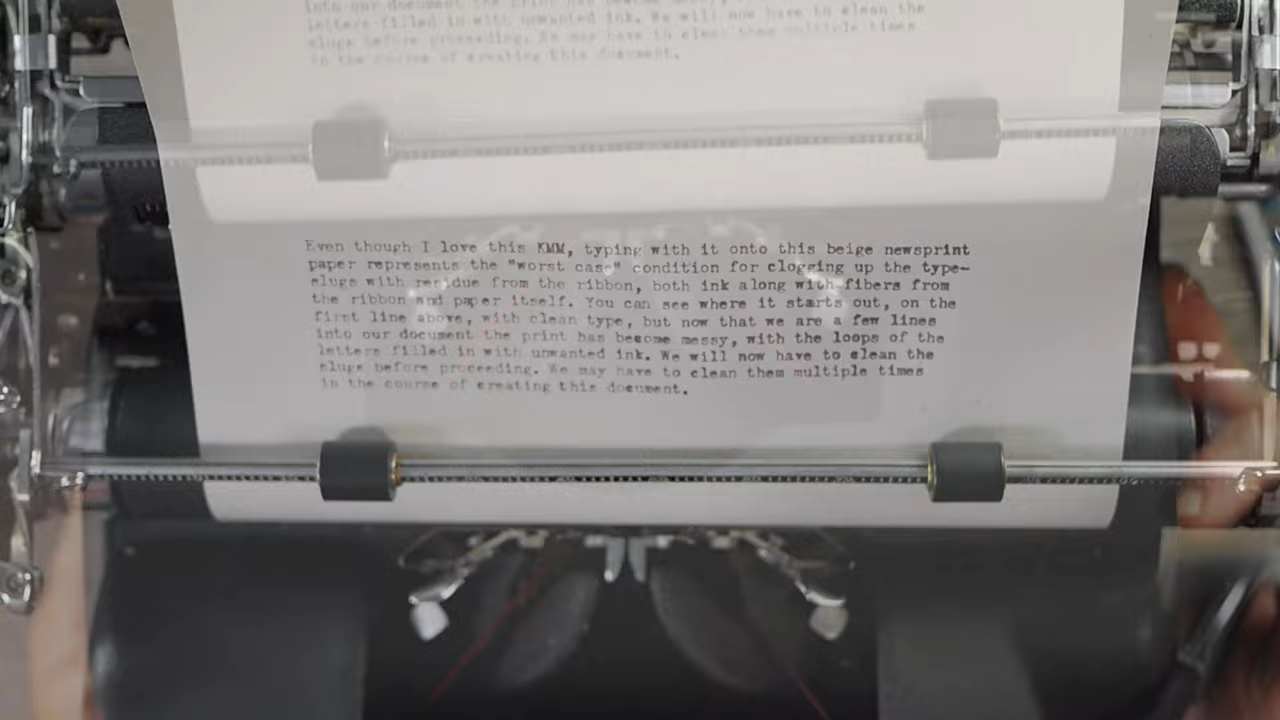 into our document the print has become messy,
letters filled in with unwanted ink. We will now have to clean the
slugs before proceeding. We may have to clean them multiple times
in the course of creating this document.
Even though I love this KMM, typing with it onto this beige newsprint
paper represents the "worst case" condition for clogging up the type-
slugs with residue from the ribbon, both ink along with fibers from
the ribbon and paper itself. You can see where it starts out, on the
first line above, with clean type, but now that we are a few lines
into our document the print has become messy, with the loops of the
letters filled in with unwanted ink. We will now have to clean the
slugs before proceeding. We may have to clean them multiple times
in the course of creating this document.